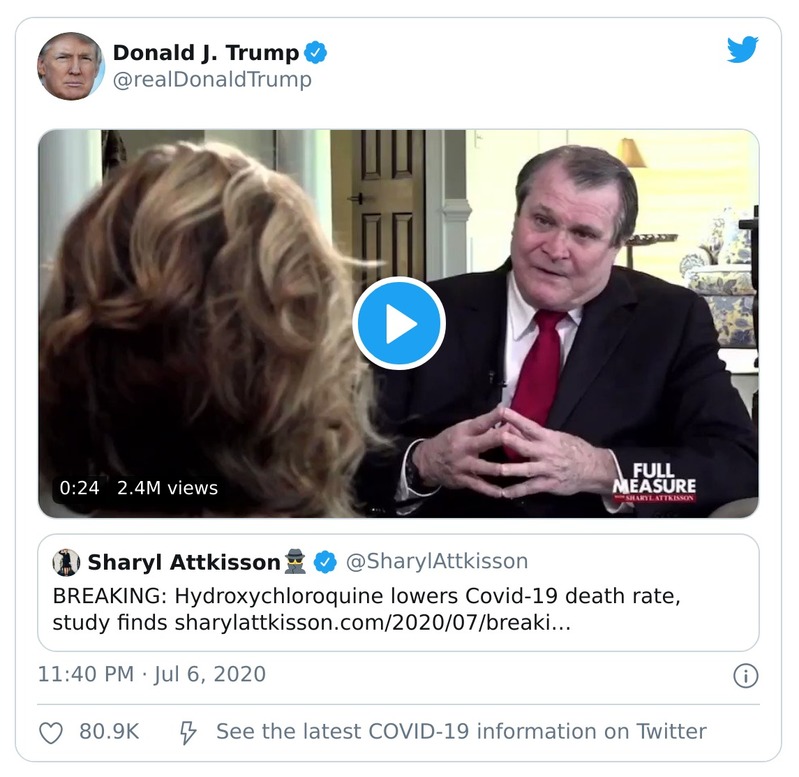 Donald J. Trump
@realDonaldTrump
0:24 2.4M views
FULL
MEASURE
WITH SHARYL ATTKISSON
Sharyl Attkisson @SharylAttkisson
BREAKING: Hydroxychloroquine lowers Covid-19 death rate,
study finds sharylattkisson.com/2020/07/breaki…
11:40 PM · Jul 6, 2020
80.9K See the latest COVID-19 information on Twitter